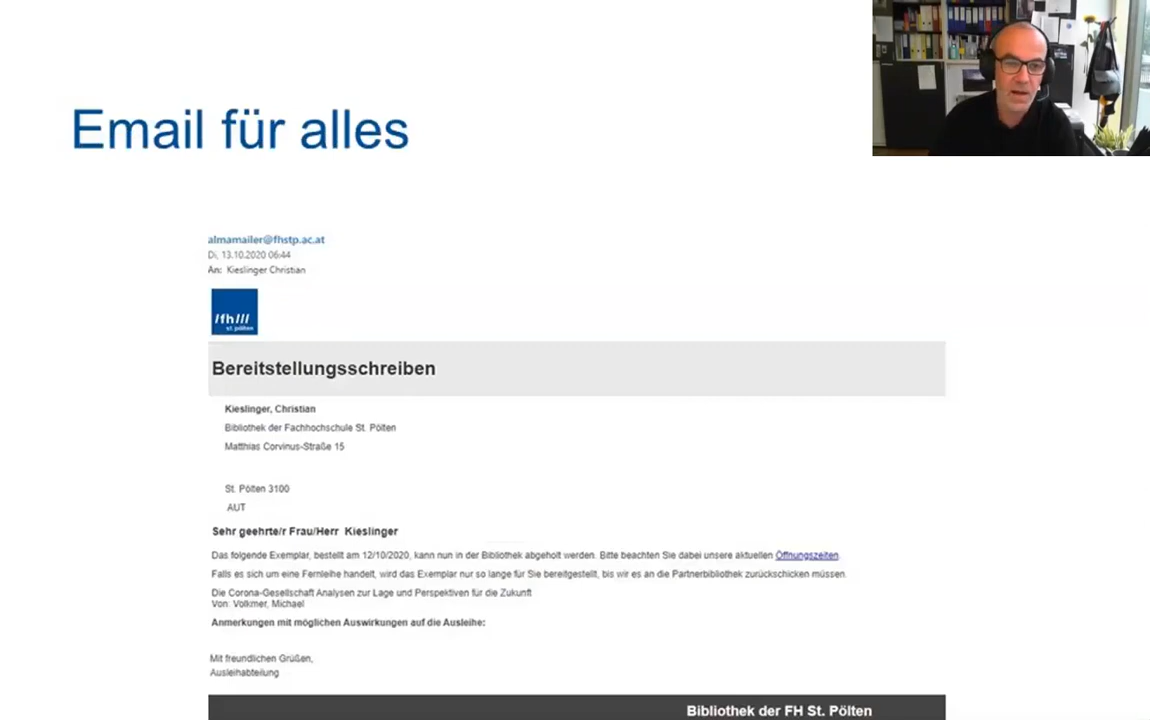 Email für alles
almamailer@fhstp.ac.at
Di, 13.10.2020 06:44
An: Kieslinger Christian
/fh///
st.pölten
Bereitstellungsschreiben
Kieslinger, Christian
Bibliothek der Fachhochschule St. Pölten
Matthias Corvinus-Straße 15
St. Pölten 3100
AUT
Sehr geehrte/r Frau/Herr Kieslinger
Das folgende Exemplar, bestellt am 12/10/2020, kann nun in der Bibliothek abgeholt werden. Bitte beachten Sie dabei unsere aktuellen Öffnungszeiten.
Falls es sich um eine Fernleihe handelt, wird das Exemplar nur so lange für Sie bereitgestellt, bis wir es an die Partnerbibliothek zurückschicken müssen.
Die Corona-Gesellschaft Analysen zur Lage und Perspektiven für die Zukunft
Von: Volkmer, Michael
Anmerkungen mit möglichen Auswirkungen auf die Ausleihe:
Mit freundlichen Grüßen,
Ausleihabteilung
Bibliothek der FH St. Pölten